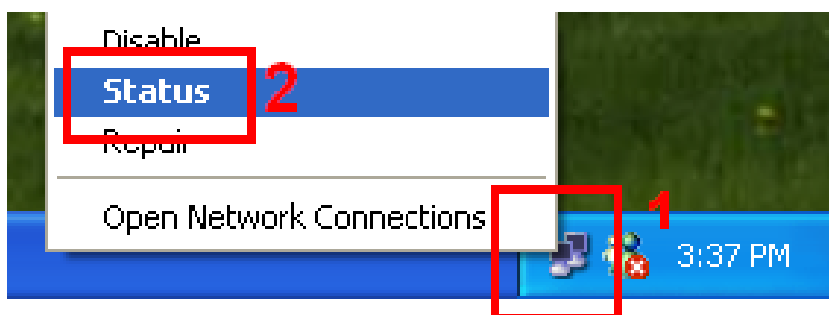 Disable
Status
2
Repair
Open Network Connections
1
3:37 PM